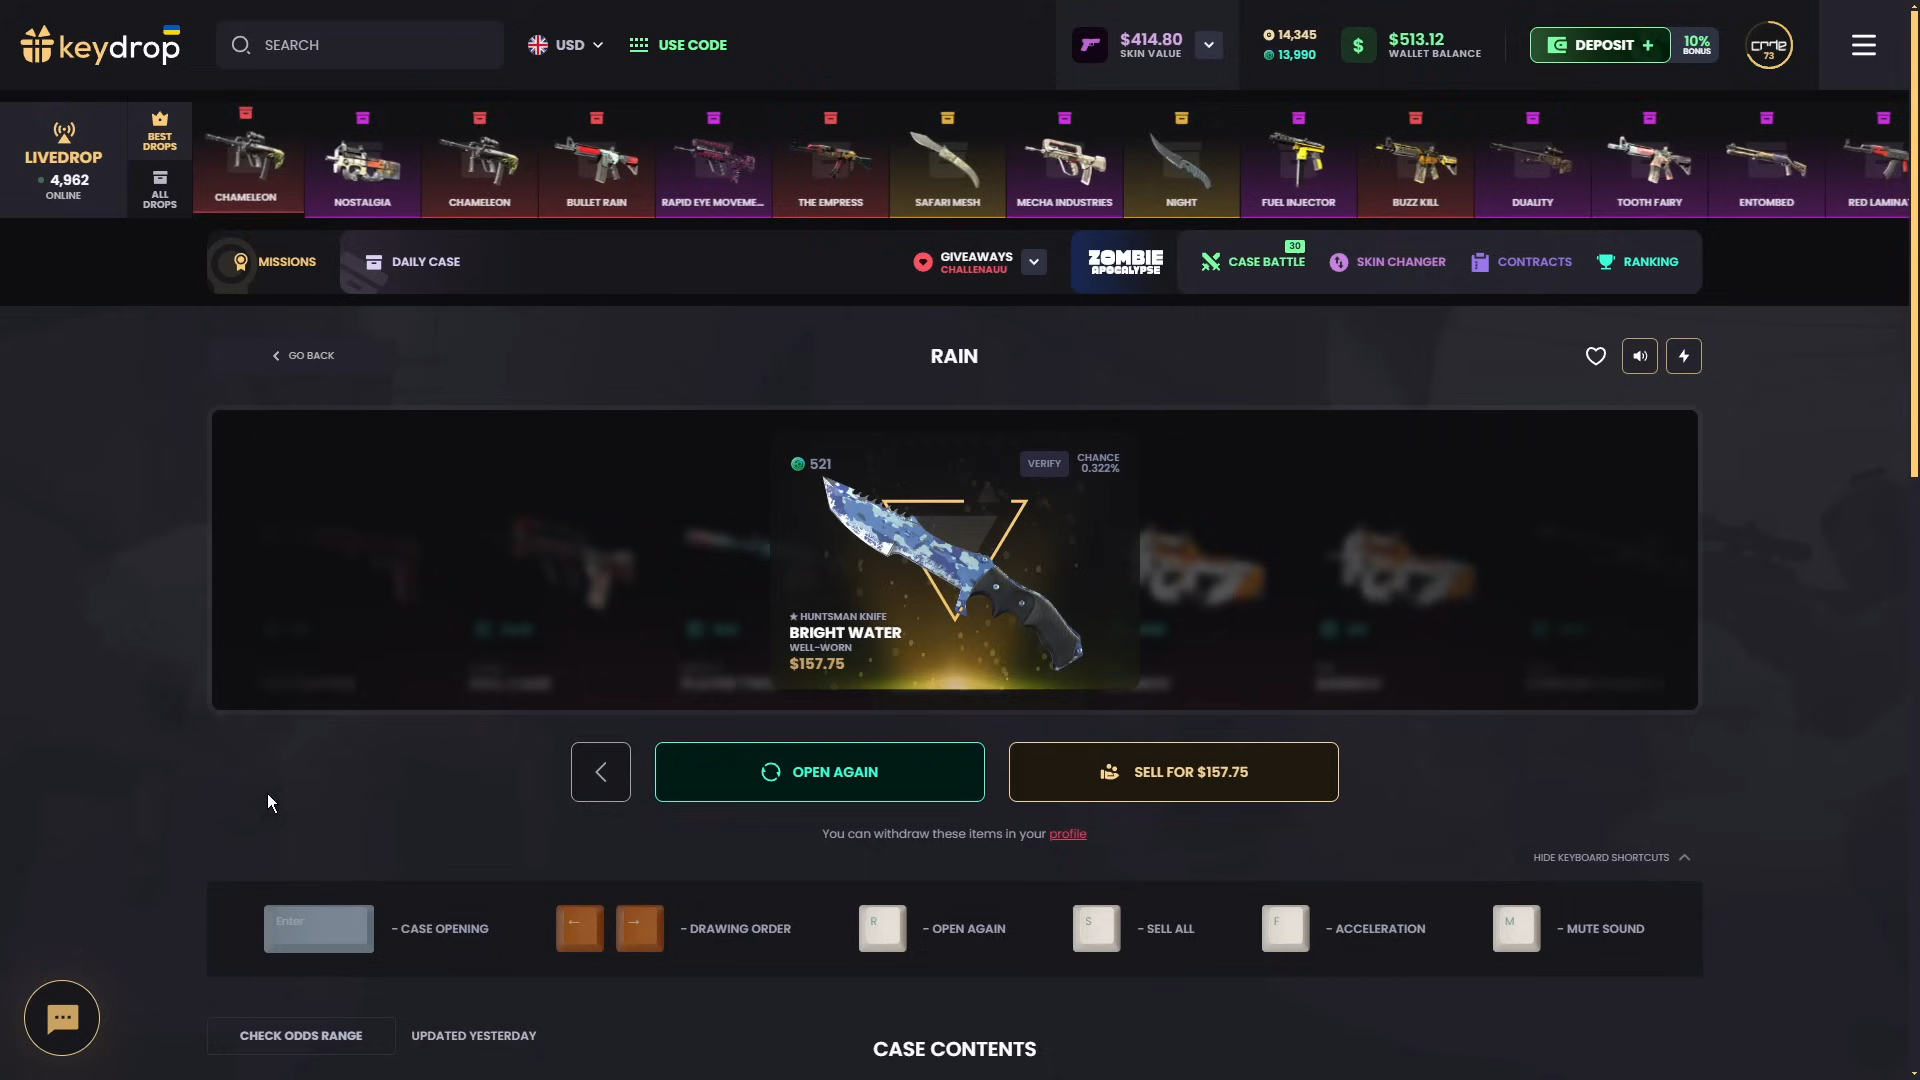 keydrop
SEARCH
USD
USE CODE
$414.80
SKIN VALUE
14,345
13,990
$
$513.12
WALLET BALANCE
DEPOSIT +
10%
BONUS
73
LIVEDROP
4,962
ONLINE
BEST
DROPS
ALL
DROPS
CHAMELEON
NOSTALGIA
CHAMELEON
BULLET RAIN
RAPID EYE MOVEME...
THE EMPRESS
SAFARI MESH
MECHA INDUSTRIES
NIGHT
FUEL INJECTOR
BUZZ KILL
DUALITY
TOOTH FAIRY
ENTOMBED
RED LAMINA
MISSIONS
DAILY CASE
GIVEAWAYS
CHALLENAUU
ZOMBIE
APOCALYPSE
30
CASE BATTLE
SKIN CHANGER
CONTRACTS
RANKING
GO BACK
RAIN
521
VERIFY
CHANCE
0.322%
★ HUNTSMAN KNIFE
BRIGHT WATER
WELL-WORN
$157.75
OPEN AGAIN
SELL FOR $157.75
You can withdraw these items in your profile
HIDE KEYBOARD SHORTCUTS
Enter
- CASE OPENING
← →
- DRAWING ORDER
R
- OPEN AGAIN
S
- SELL ALL
F
- ACCELERATION
M
- MUTE SOUND
CHECK ODDS RANGE
UPDATED YESTERDAY
CASE CONTENTS